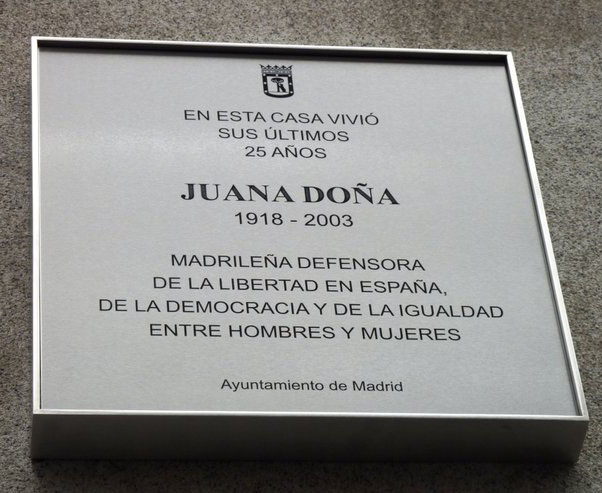 EN ESTA CASA VIVIÓ
SUS ÚLTIMOS
25 AÑOS
JUANA DOÑA
1918 - 2003
MADRILEÑA DEFENSORA
DE LA LIBERTAD EN ESPAÑA,
DE LA DEMOCRACIA Y DE LA IGUALDAD
ENTRE HOMBRES Y MUJERES
Ayuntamiento de Madrid